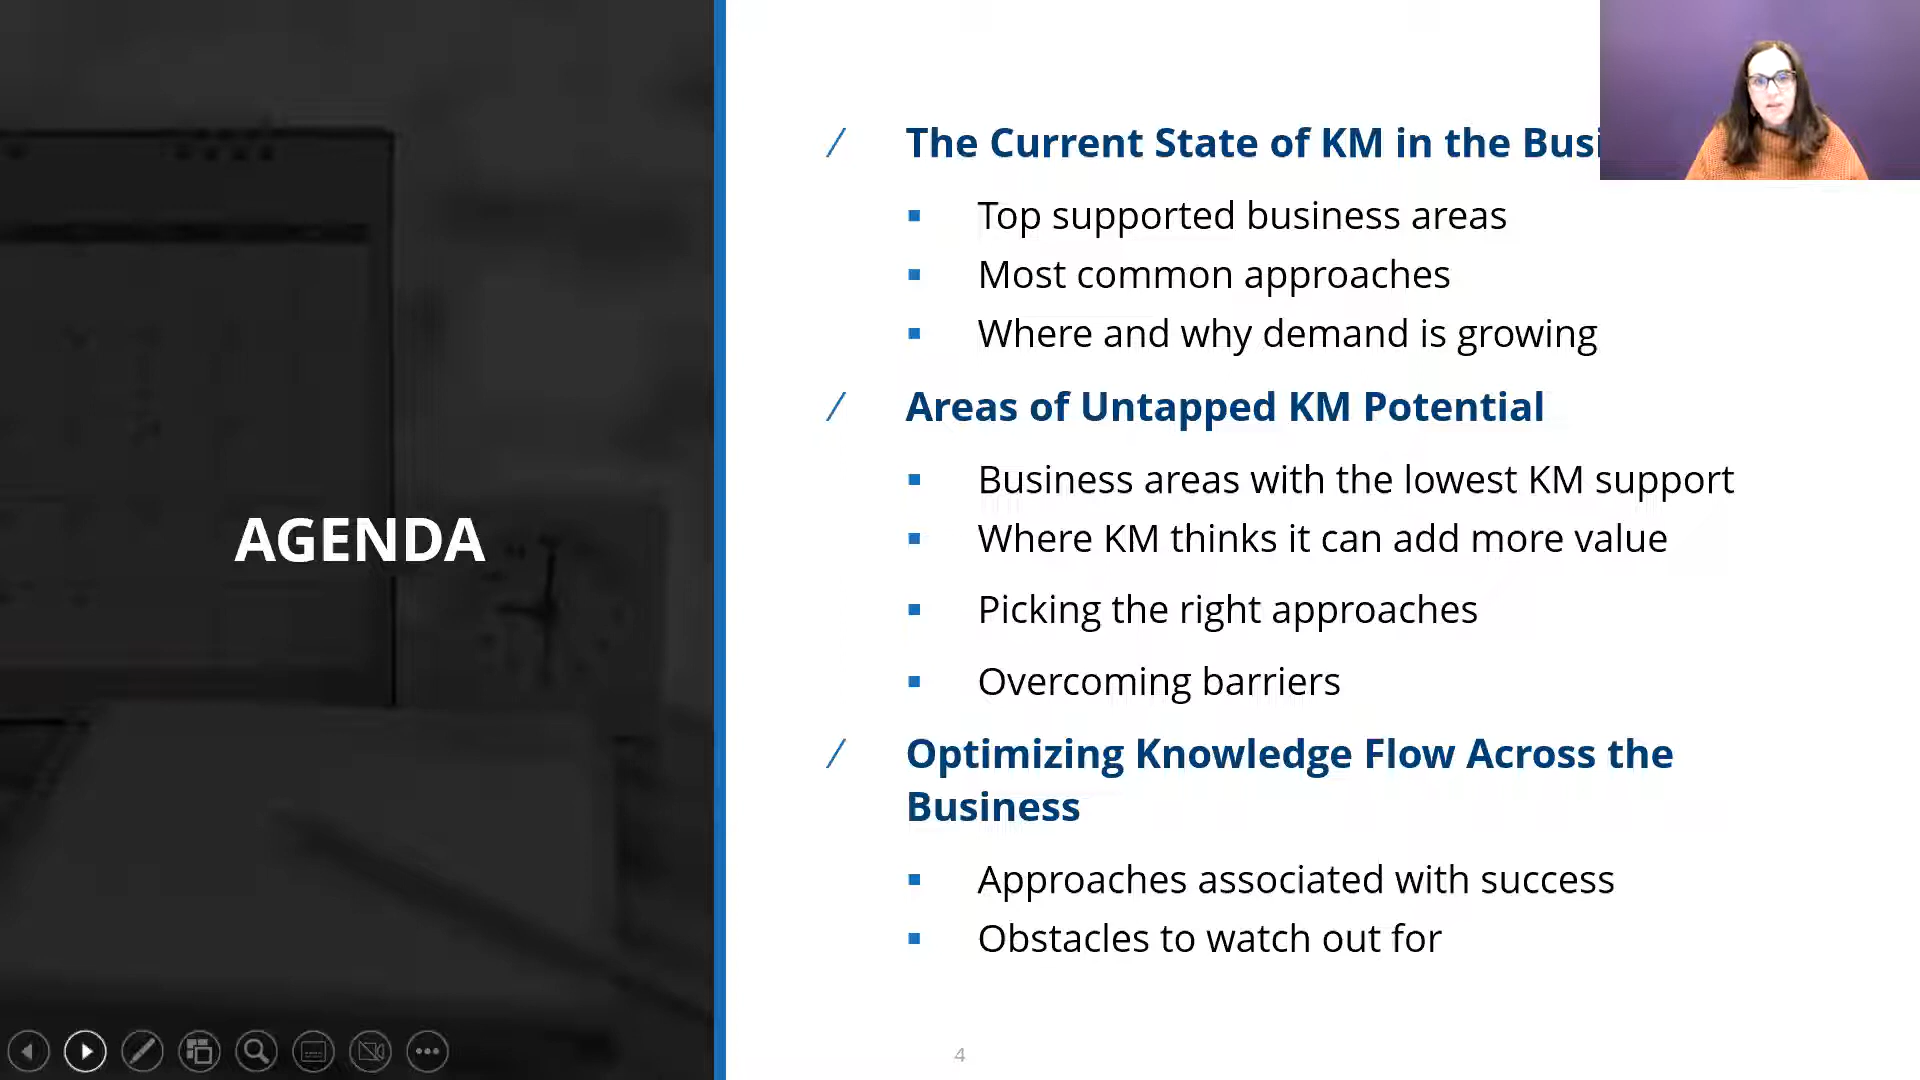 AGENDA
The Current State of KM in the
Top supported business areas
Most common approaches
Where and why demand is growing
Areas of Untapped KM Potential
Business areas with the lowest KM support
Where KM thinks it can add more value
Picking the right approaches
Overcoming barriers
Optimizing Knowledge Flow Across the
Business
Approaches associated with success
Obstacles to watch out for
4